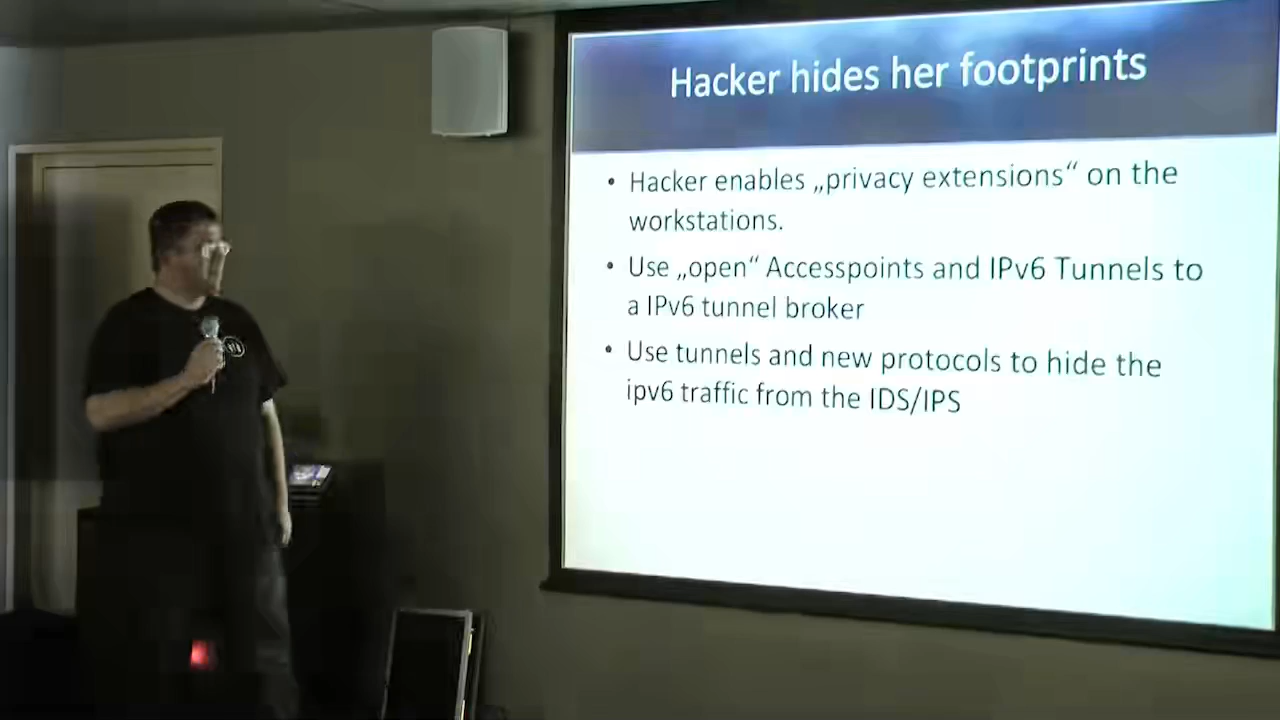 Hacker hides her footprints
• Hacker enables „privacy extensions“ on the
workstations.
• Use „open“ Accesspoints and IPv6 Tunnels to
a IPv6 tunnel broker
• Use tunnels and new protocols to hide the
ipv6 traffic from the IDS/IPS